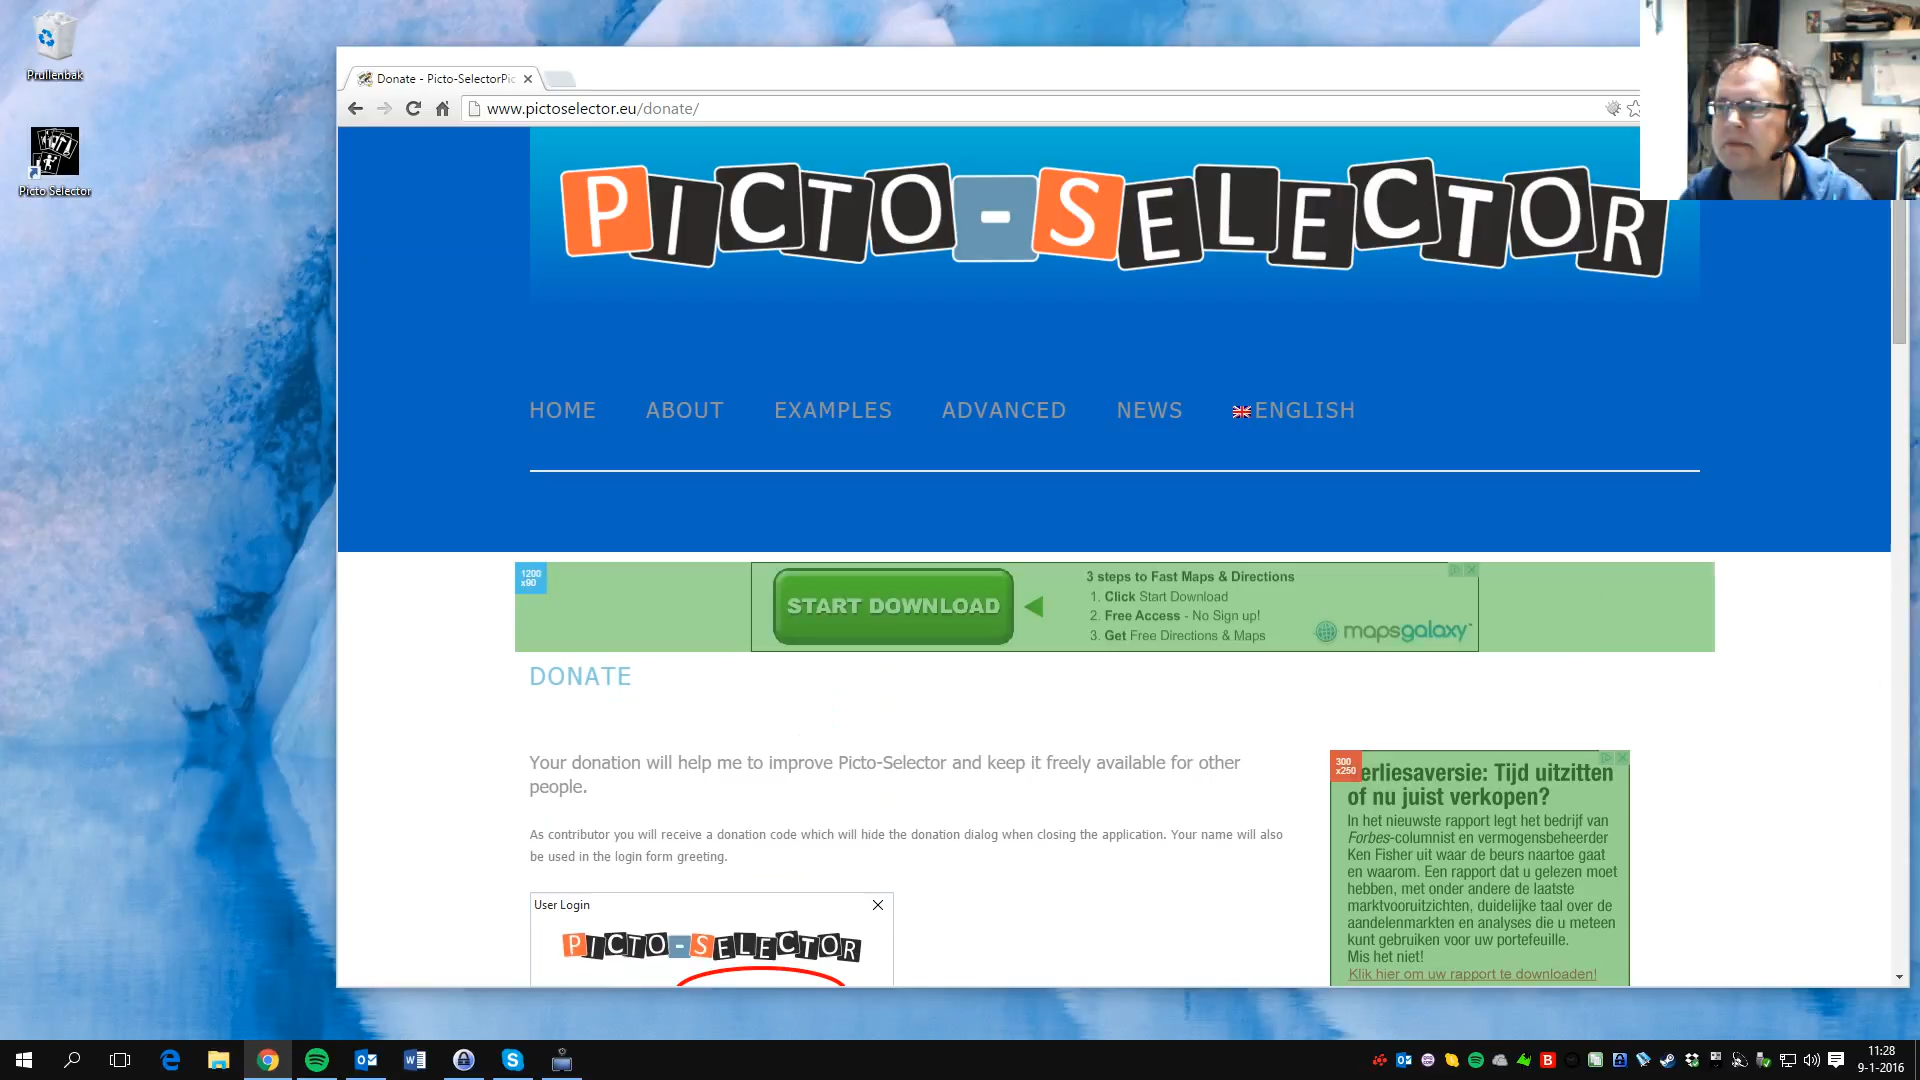 Prullenbak
Picto Selector
Donate - Picto-SelectorPic
www.pictoselector.eu/donate/
PICTO-SELECTOR
HOME ABOUT EXAMPLES ADVANCED NEWS ENGLISH
1200
x90
START DOWNLOAD
3 steps to Fast Maps & Directions
1. Click Start Download
2. Free Access - No Sign up!
3. Get Free Directions & Maps
mapsgalaxy
DONATE
Your donation will help me to improve Picto-Selector and keep it freely available for other
people.
As contributor you will receive a donation code which will hide the donation dialog when closing the application. Your name will also
be used in the login form greeting.
User Login
PICTO-SELECTOR
300
x250
erliesaversie: Tijd uitzitten
of nu juist verkopen?
In het nieuwste rapport legt het bedrijf van
Forbes-columnist en vermogensbeheerder
Ken Fisher uit waar de beurs naartoe gaat
en waarom. Een rapport dat u gelezen moet
hebben, met onder andere de laatste
marktvooruitzichten, duidelijke taal over de
aandelenmarkten en analyses die u meteen
kunt gebruiken voor uw portefeuille.
Mis het niet!
Klik hier om uw rapport te downloaden!
11:28
9-1-2016